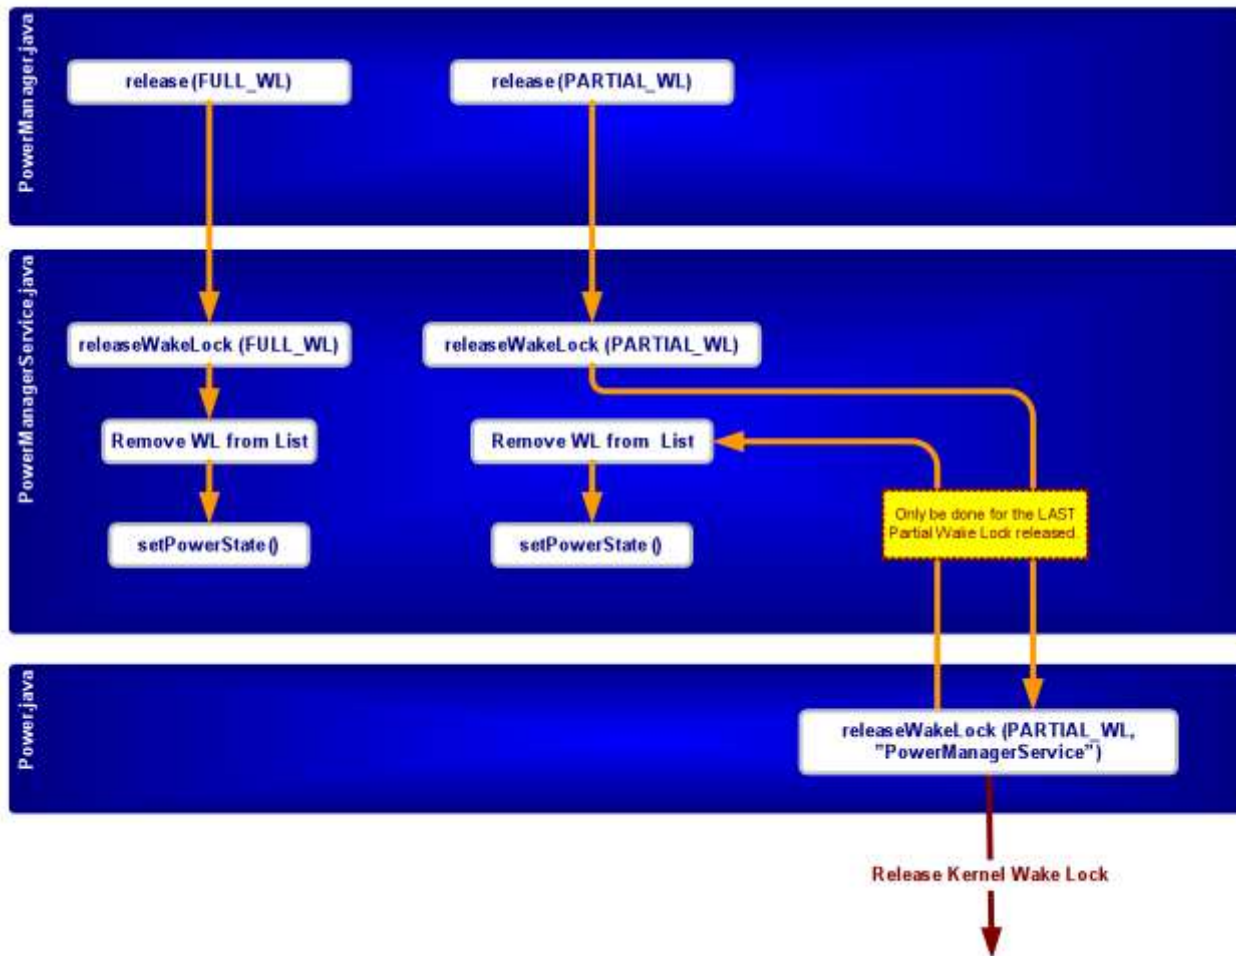 PowerManager.java
release (FULL_WL)
release (PARTIAL_WL)
PowerManagerService.java
releaseWakeLock (FULL_WL)
releaseWakeLock (PARTIAL_WL)
Remove WL from List
Remove WL from List
Only be done for the LAST
Partial Wake Lock released.
setPowerState ()
setPowerState ()
Power.java
releaseWakeLock (PARTIAL_WL,
"PowerManagerService")
Release Kernel Wake Lock